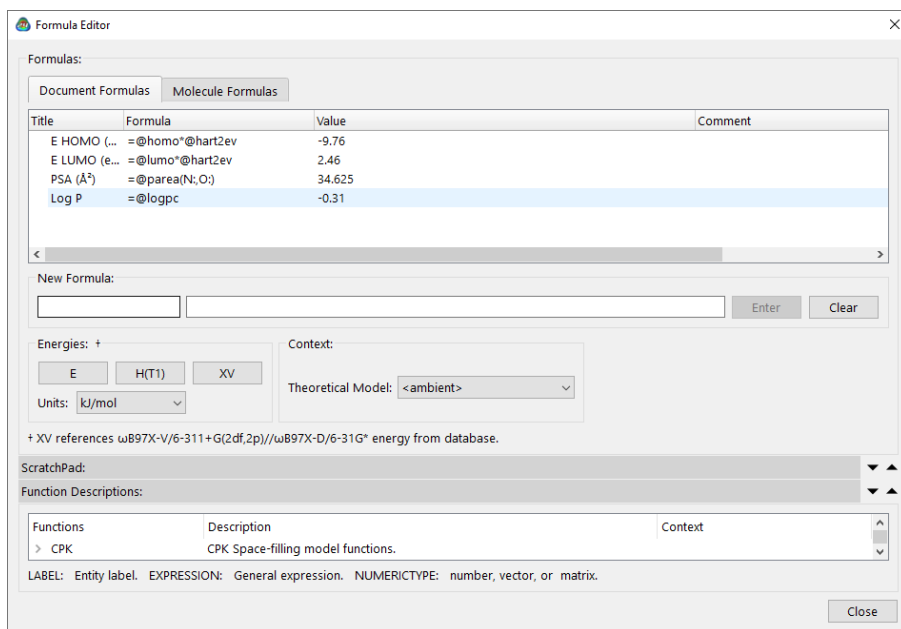 Formula Editor
Formulas:
Document Formulas Molecule Formulas
Title Formula Value Comment
E HOMO (... =@homo*@hart2ev -9.76
E LUMO (e... =@lumo*@hart2ev 2.46
PSA (Å²) =@parea(N:,O:) 34.625
Log P =@logpc -0.31
New Formula:
Enter Clear
Energies: † Context:
E H(T1) XV
Theoretical Model: <ambient>
Units: kJ/mol
† XV references ωB97X-V/6-311+G(2df,2p)//ωB97X-D/6-31G* energy from database.
ScratchPad:
Function Descriptions:
Functions Description Context
> CPK CPK Space-filling model functions.
LABEL: Entity label. EXPRESSION: General expression. NUMERICTYPE: number, vector, or matrix.
Close